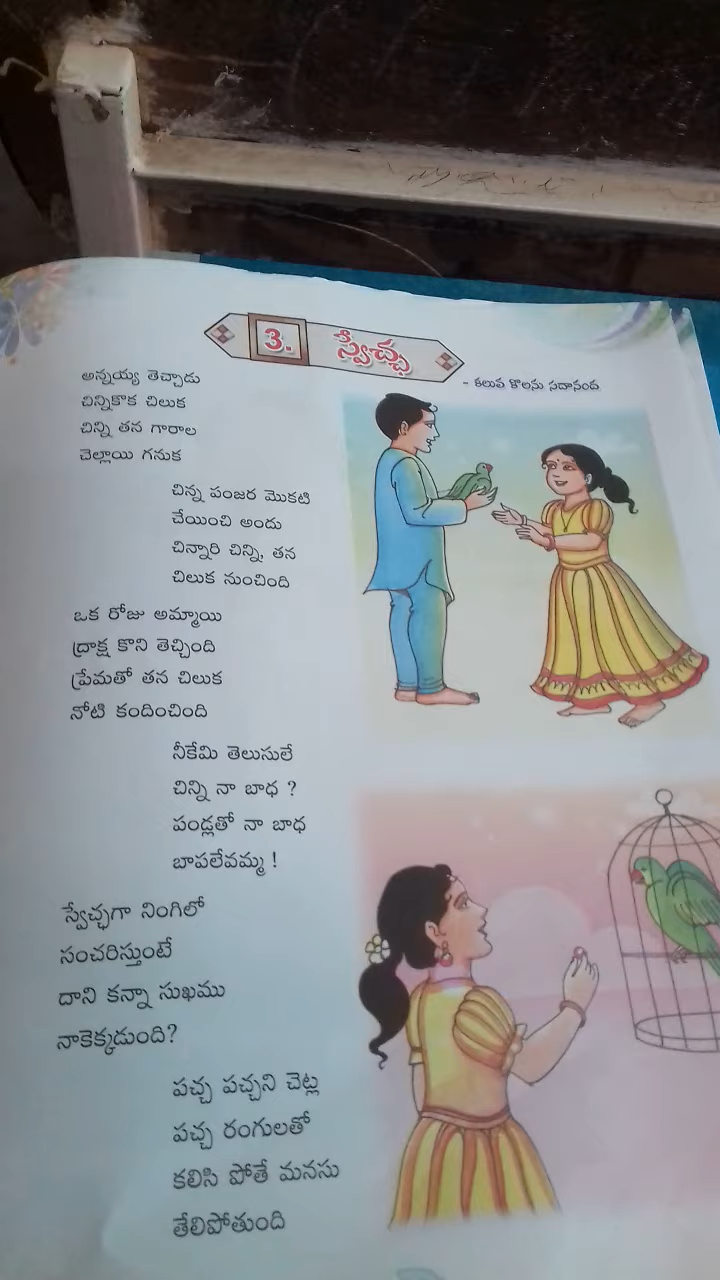 3. స్వేచ్ఛ
- కలువ కొలను సదానంద
అన్నయ్య తెచ్చాడు
చిన్నికొక చిలుక
చిన్ని తన గారాల
చెల్లాయి గనుక
చిన్న పంజర మొకటి
చేయించి అందు
చిన్నారి చిన్ని, తన
చిలుక నుంచింది
ఒక రోజు అమ్మాయి
ద్రాక్ష కొని తెచ్చింది
ప్రేమతో తన చిలుక
నోటి కందించింది
నీకేమి తెలుసులే
చిన్ని నా బాధ ?
పండ్లతో నా బాధ
బాపలేవమ్మ !
స్వేచ్ఛగా నింగిలో
సంచరిస్తుంటే
దాని కన్నా సుఖము
నాకెక్కడుంది?
పచ్చ పచ్చని చెట్ల
పచ్చ రంగులతో
కలిసి పోతే మనసు
తేలిపోతుంది